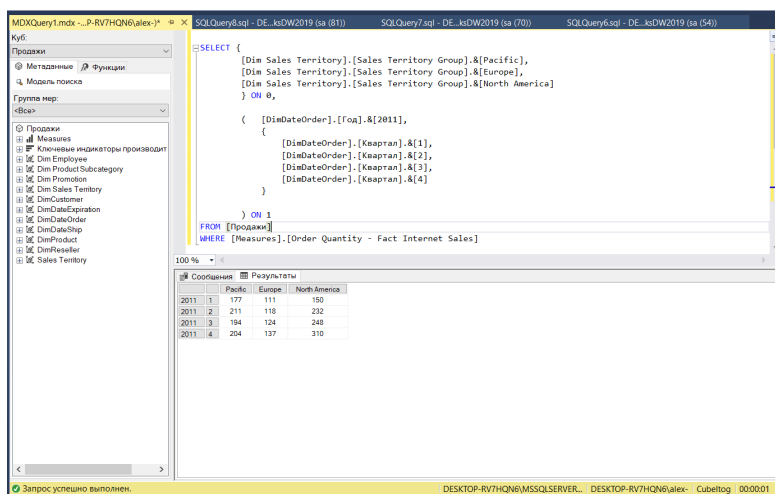 MDXQuery1.mdx -...P-RV7HQN6\alex-)* SQLQuery8.sql - DE...ksDW2019 (sa (81)) SQLQuery7.sql - DE...ksDW2019 (sa (70)) SQLQuery6.sql - DE...ksDW2019 (sa (54))
Куб:
Продажи
Метаданные Функции
Модель поиска
Группа мер:
<Все>
Продажи
Measures
Ключевые индикаторы производит
Dim Employee
Dim Product Subcategory
Dim Promotion
Dim Sales Territory
DimCustomer
DimDateExpiration
DimDateOrder
DimDateShip
DimProduct
DimReseller
Sales Territory
SELECT {
[Dim Sales Territory].[Sales Territory Group].&[Pacific],
[Dim Sales Territory].[Sales Territory Group].&[Europe],
[Dim Sales Territory].[Sales Territory Group].&[North America]
} ON 0,
( [DimDateOrder].[Год].&[2011],
{
[DimDateOrder].[Квартал].&[1],
[DimDateOrder].[Квартал].&[2],
[DimDateOrder].[Квартал].&[3],
[DimDateOrder].[Квартал].&[4]
}
) ON 1
FROM [Продажи]
WHERE [Measures].[Order Quantity - Fact Internet Sales]
100 %
Сообщения Результаты
Pacific Europe North America
2011 1 177 111 150
2011 2 211 118 232
2011 3 194 124 248
2011 4 204 137 310
Запрос успешно выполнен. DESKTOP-RV7HQN6\MSSQLSERVER... DESKTOP-RV7HQN6\alex- Cubeltog 00:00:01